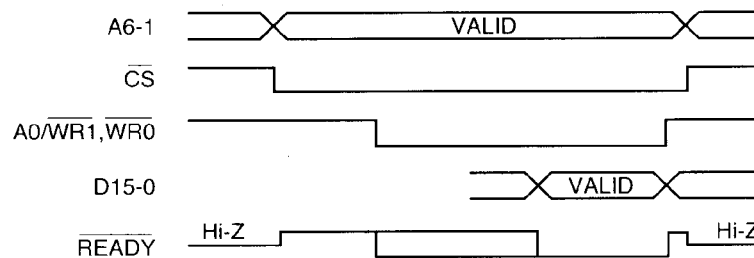 A6-1 VALID
CS
A0/WR1,WR0
D15-0 VALID
READY Hi-Z Hi-Z